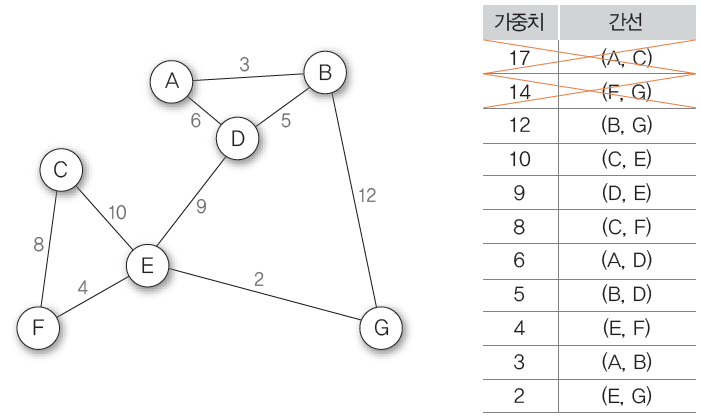 A
3
B
6
5
D
C
10
9
12
8
E
4
2
F
G
가중치 간선
17 (A, C)
14 (F, G)
12 (B, G)
10 (C, E)
9 (D, E)
8 (C, F)
6 (A, D)
5 (B, D)
4 (E, F)
3 (A, B)
2 (E, G)